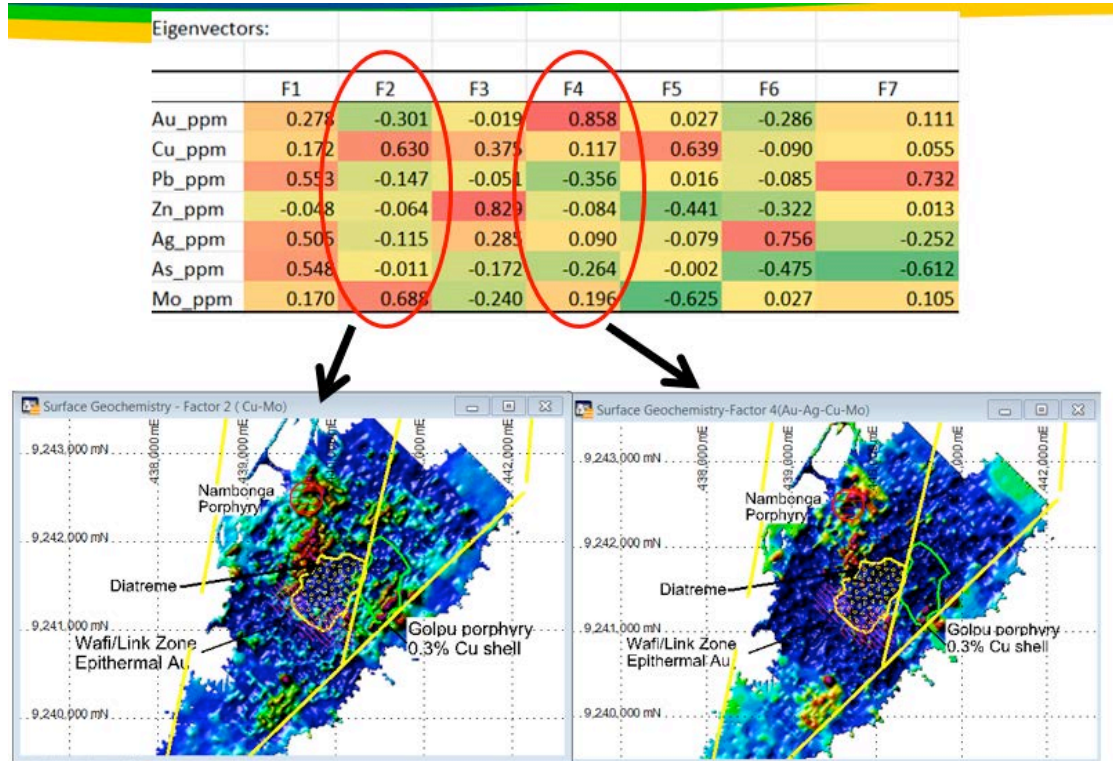 Eigenvectors:
F1 F2 F3 F4 F5 F6 F7
Au_ppm 0.278 -0.301 -0.019 0.858 0.027 -0.286 0.111
Cu_ppm 0.172 0.630 0.375 0.117 0.639 -0.090 0.055
Pb_ppm 0.553 -0.147 -0.051 -0.356 0.016 -0.085 0.732
Zn_ppm -0.048 -0.064 0.829 -0.084 -0.441 -0.322 0.013
Ag_ppm 0.505 -0.115 0.285 0.090 -0.079 0.756 -0.252
As_ppm 0.548 -0.011 -0.172 -0.264 -0.002 -0.475 -0.612
Mo_ppm 0.170 0.688 -0.240 0.196 -0.625 0.027 0.105
Surface Geochemistry - Factor 2 ( Cu-Mo)
9,243,000 mN
438,000mE
439,000mE
442,000mE
Nambonga
Porphyry
9,242,000 mN
Diatreme
9,241,000 mN
Wafi/Link Zone
Epithermal Au
Golpu porphyry
0.3% Cu shell
9,240,000 mN
Surface Geochemistry-Factor 4(Au-Ag-Cu-Mo)
9,243,000 mN
438,000mE
439,000mE
442,000mE
Nambonga
Porphyry
9,242,000 mN
Diatreme
9,241,000 mN
Wafi/Link Zone
Epithermal Au
Golpu porphyry
0.3% Cu shell
9,240,000 mN